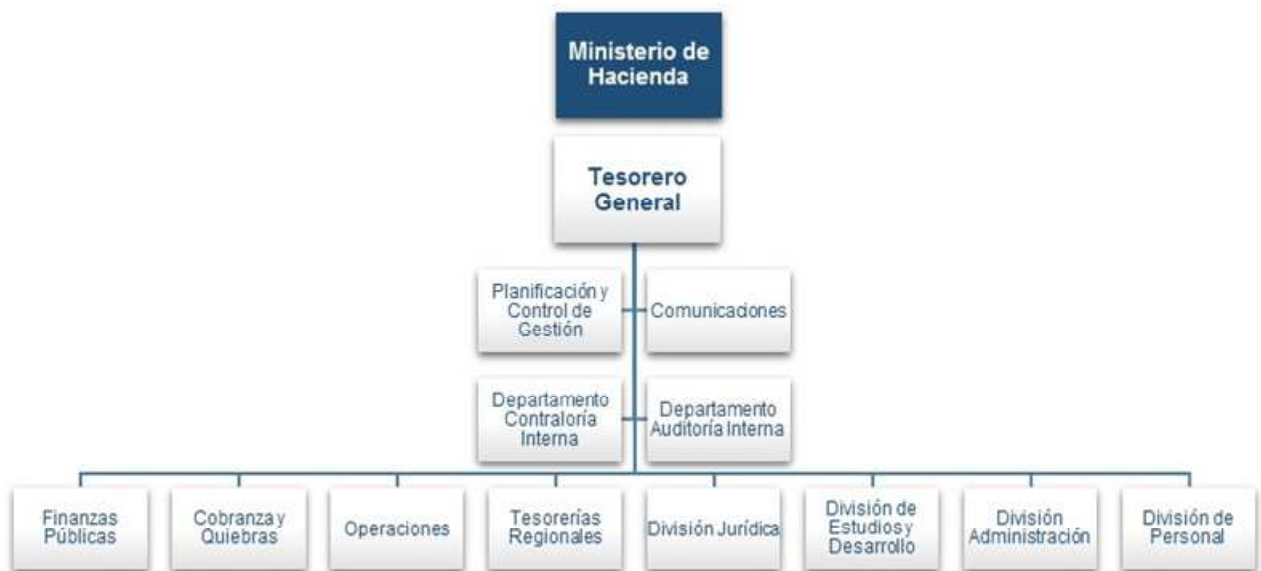 Ministerio de
Hacienda
Tesorero
General
Planificación y
Control de
Gestión
Comunicaciones
Departamento
Contraloría
Interna
Departamento
Auditoría Interna
Finanzas
Públicas
Cobranza y
Quiebras
Operaciones
Tesorerías
Regionales
División Jurídica
División de
Estudios y
Desarrollo
División
Administración
División de
Personal